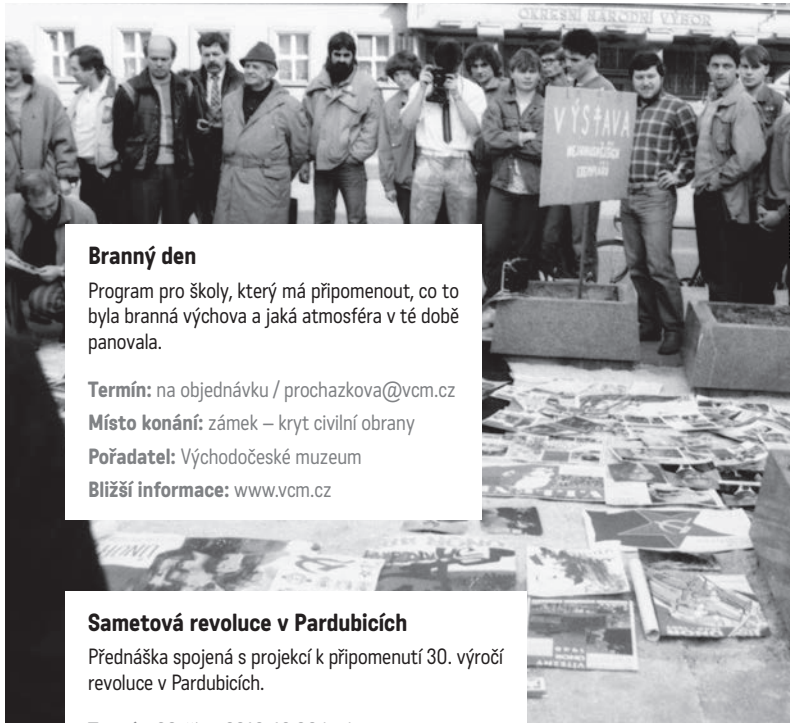 OKRESNÍ NÁRODNÍ VÝBOR
VÝSTAVA
Branný den
Program pro školy, který má připomenout, co to
byla branná výchova a jaká atmosféra v té době
panovala.
Termín: na objednávku / prochazkova@vcm.cz
Místo konání: zámek – kryt civilní obrany
Pořadatel: Východočeské muzeum
Bližší informace: www.vcm.cz
Sametová revoluce v Pardubicích
Přednáška spojená s projekcí k připomenutí 30. výročí
revoluce v Pardubicích.